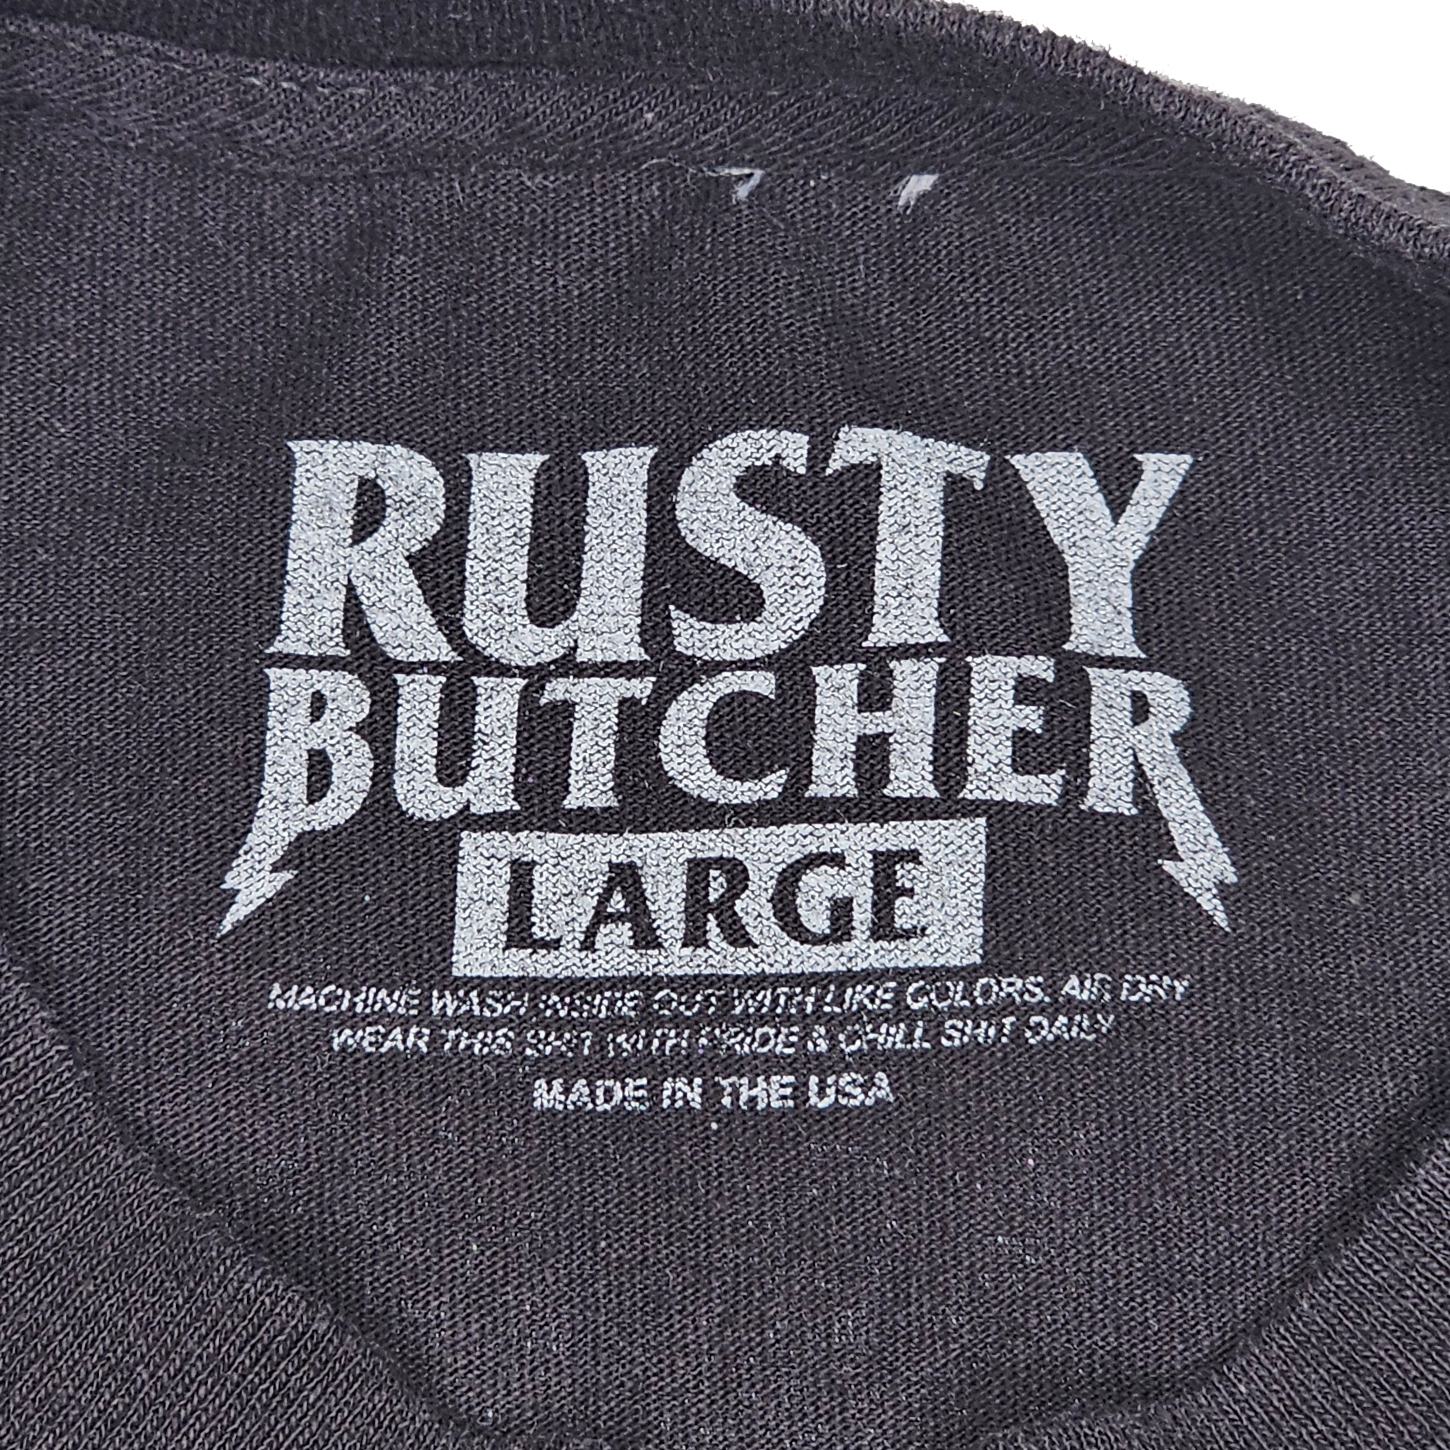 RUSTY
BUTCHER
LARGE
MACHINE WASH INSIDE OUT WITH LIKE COLORS. AIR DRY
WEAR THIS SHIT WITH PRIDE & CHILL SHIT DAILY
MADE IN THE USA